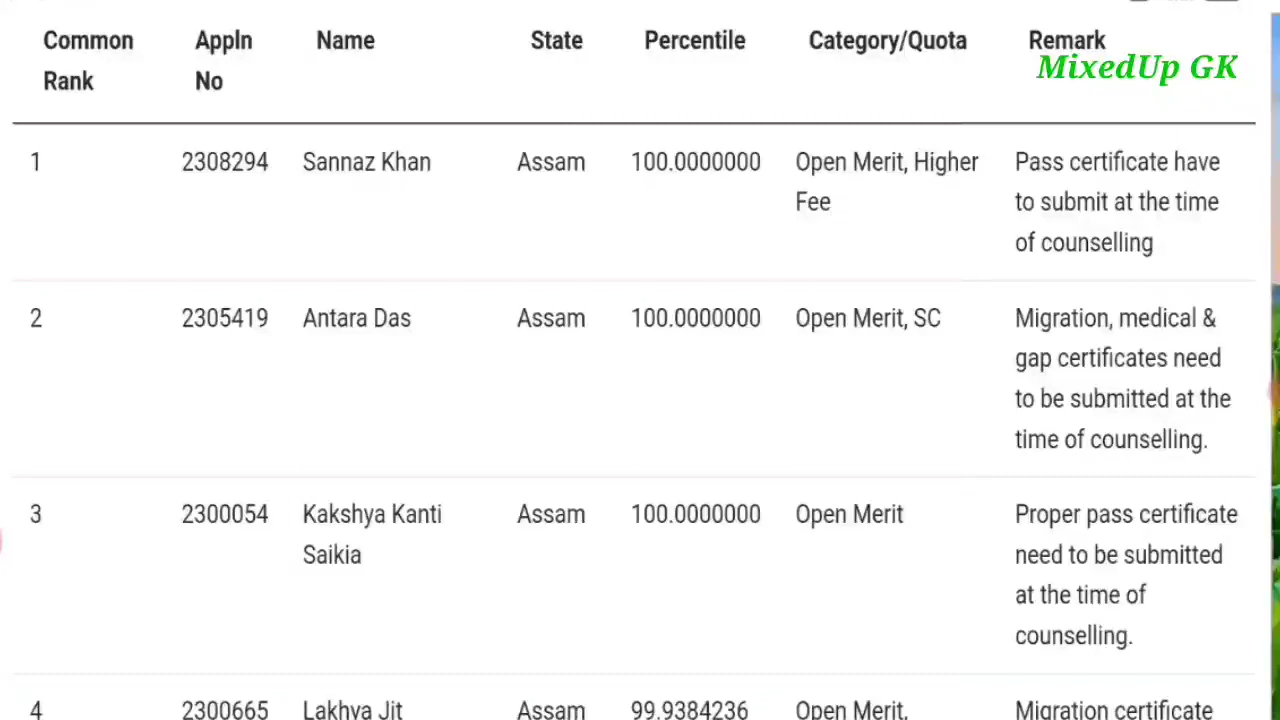 Common Rank Appln No Name State Percentile Category/Quota Remark
MixedUp GK
1 2308294 Sannaz Khan Assam 100.0000000 Open Merit, Higher Fee Pass certificate have to submit at the time of counselling
2 2305419 Antara Das Assam 100.0000000 Open Merit, SC Migration, medical & gap certificates need to be submitted at the time of counselling.
3 2300054 Kakshya Kanti Saikia Assam 100.0000000 Open Merit Proper pass certificate need to be submitted at the time of counselling.
4 2300665 Lakhya Jit Assam 99.9384236 Open Merit, Migration certificate